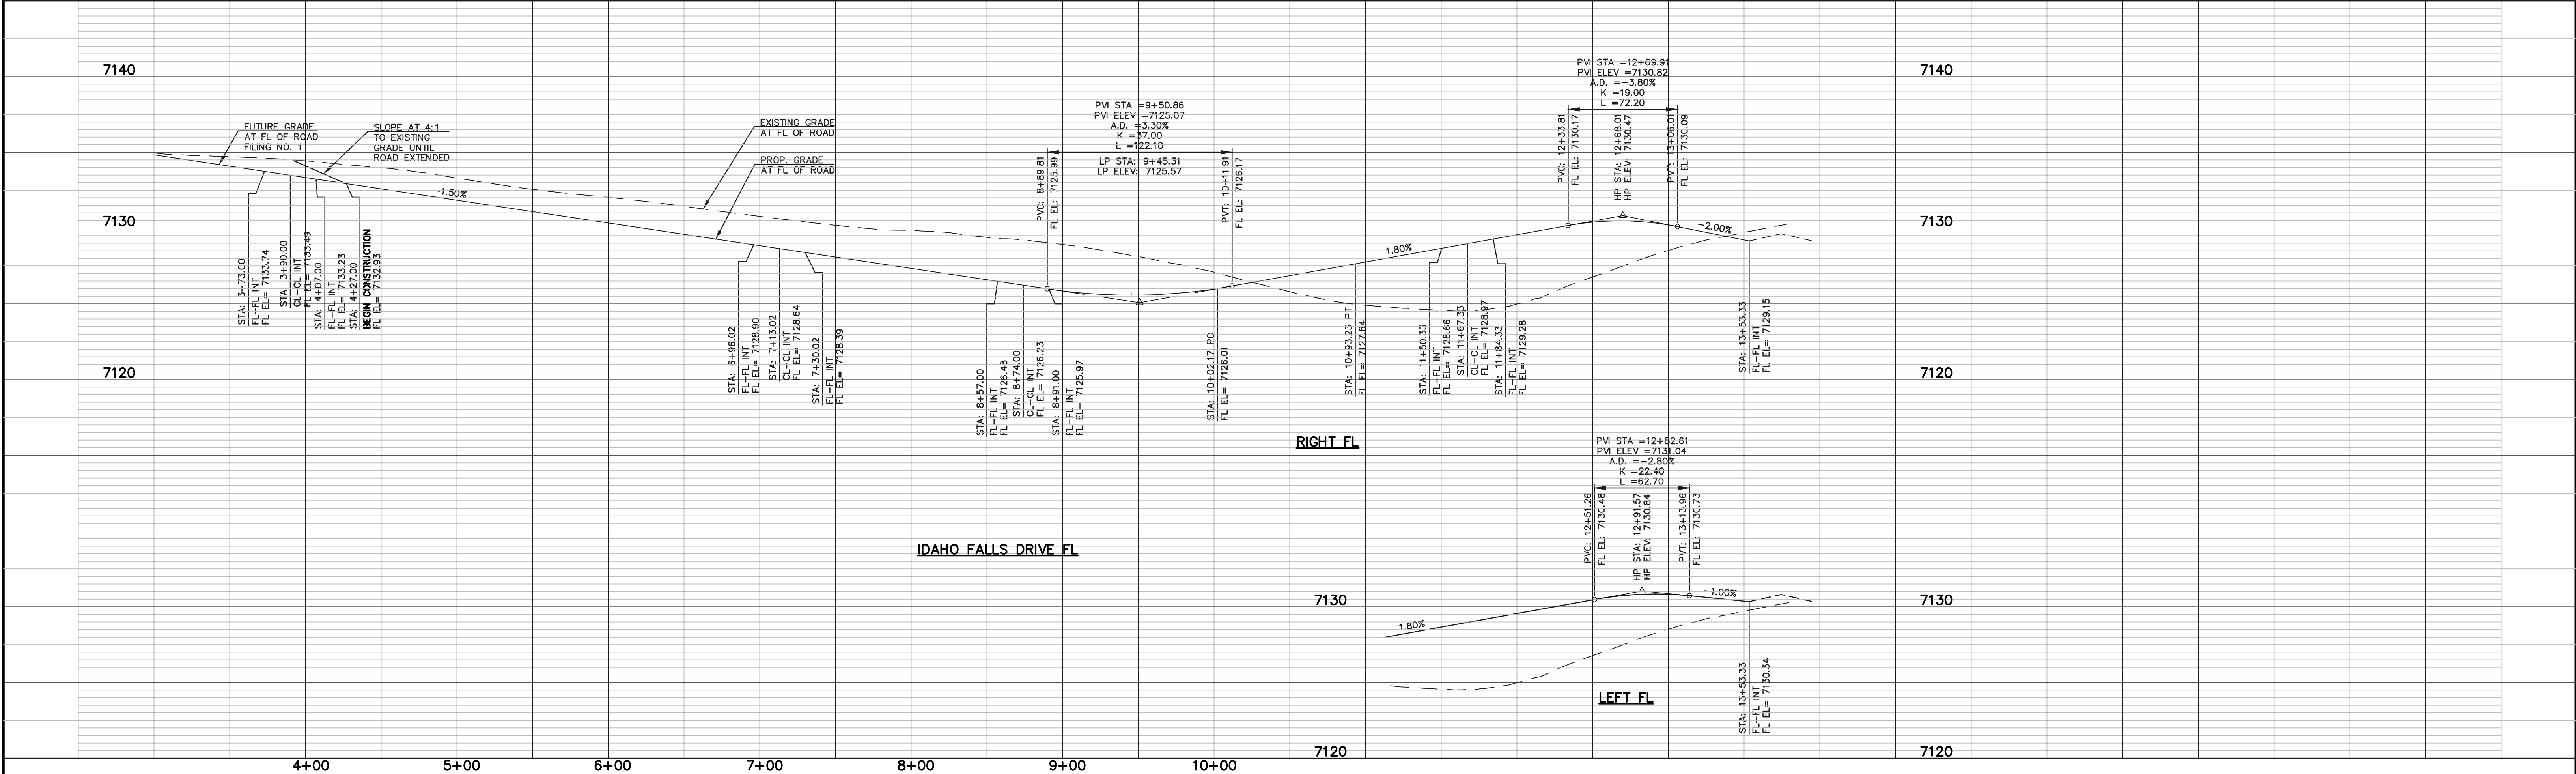 7140
7140
FUTURE GRADE
AT FL OF ROAD
FILING NO. 1
SLOPE AT 4:1
TO EXISTING
GRADE UNTIL
ROAD EXTENDED
EXISTING GRADE
AT FL OF ROAD
PROP. GRADE
AT FL OF ROAD
-1.50%
PVI STA =9+50.86
PVI ELEV =7125.07
A.D. =3.30%
K =37.00
L =122.10
LP STA: 9+45.31
LP ELEV: 7125.57
PVC: 8+89.81
FL EL: 7125.99
PVT: 10+11.91
FL EL: 7126.17
PVI STA =12+69.91
PVI ELEV =7130.82
A.D. =-3.80%
K =19.00
L =72.20
PVC: 12+33.81
FL EL: 7130.17
HP STA: 12+68.01
HP ELEV: 7130.47
PVT: 13+06.01
FL EL: 7130.09
7130
7130
1.80%
-2.00%
STA: 3+73.00
FL-FL INT
FL EL= 7133.74
STA: 3+90.00
CL-CL INT
FL EL= 7133.49
STA: 4+07.00
FL-FL INT
FL EL= 7133.23
STA: 4+27.00
BEGIN CONSTRUCTION
FL EL= 7132.93
STA: 6+96.02
FL-FL INT
FL EL= 7128.90
STA: 7+13.02
CL-CL INT
FL EL= 7128.64
STA: 7+30.02
FL-FL INT
FL EL= 7128.39
STA: 8+57.00
FL-FL INT
FL EL= 7126.48
STA: 8+74.00
CL-CL INT
FL EL= 7126.23
STA: 8+91.00
FL-FL INT
FL EL= 7125.97
STA: 10+02.17 PC
FL EL= 7126.01
STA: 10+93.23 PT
FL EL= 7127.64
STA: 11+50.33
FL-FL INT
FL EL= 7128.66
STA: 11+67.33
CL-CL INT
FL EL= 7128.97
STA: 11+84.33
FL-FL INT
FL EL= 7129.28
STA: 13+53.33
FL-FL INT
FL EL= 7129.15
7120
7120
RIGHT FL
PVI STA =12+82.61
PVI ELEV =7131.04
A.D. =-2.80%
K =22.40
L =62.70
PVC: 12+51.26
FL EL: 7130.48
HP STA: 12+91.57
HP ELEV: 7130.84
PVT: 13+13.96
FL EL: 7130.73
IDAHO FALLS DRIVE FL
7130
7130
1.80%
-1.00%
STA: 13+53.33
FL-FL INT
FL EL= 7130.34
LEFT FL
7120
7120
4+00
5+00
6+00
7+00
8+00
9+00
10+00